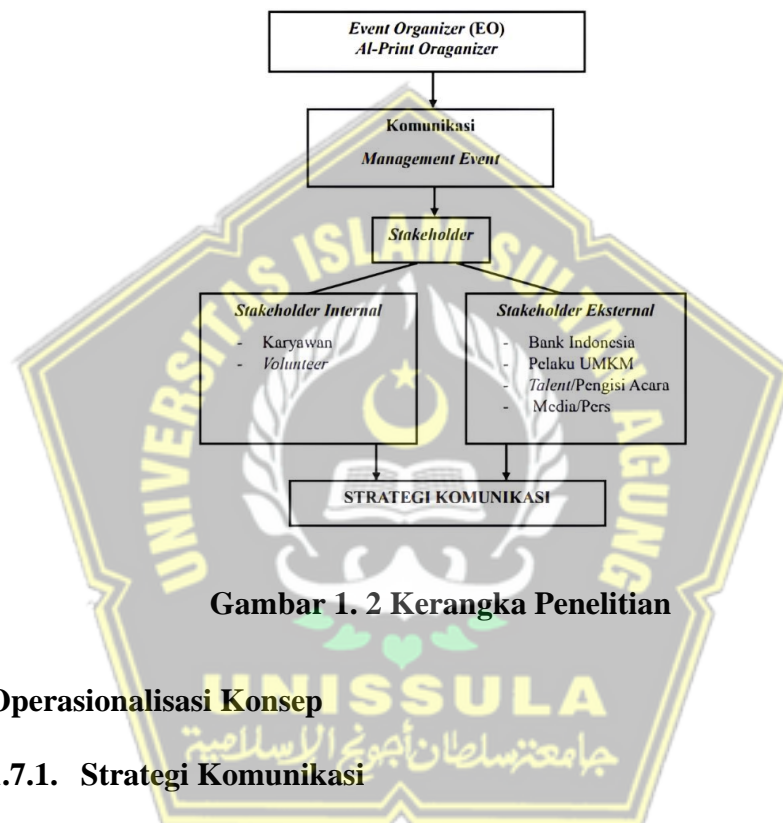 Event Organizer (EO)
Al-Print Oraganizer
Komunikasi
Management Event
Stakeholder
Stakeholder Internal
- Karyawan
- Volunteer
Stakeholder Eksternal
- Bank Indonesia
- Pelaku UMKM
- Talent/Pengisi Acara
- Media/Pers
STRATEGI KOMUNIKASI
UNIVERSITAS ISLAM SULTAN AGUNG
Gambar 1. 2 Kerangka Penelitian
Operasionalisasi Konsep
UNISSULA
جامعتسلطان أجونج الإسلامية
.7.1. Strategi Komunikasi